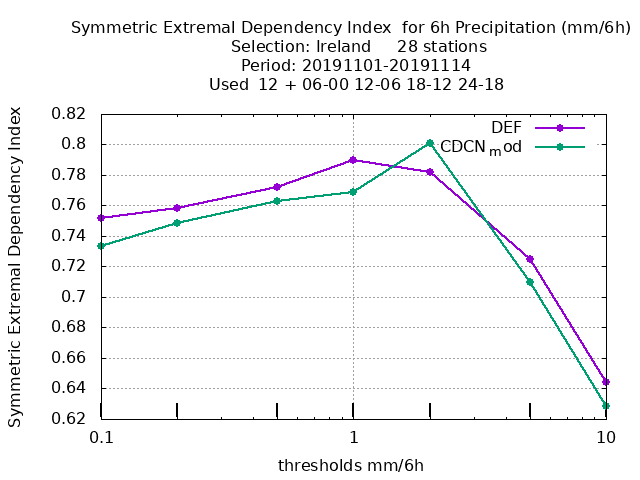 Symmetric Extremal Dependency Index  for 6h Precipitation (mm/6h)
Selection: Ireland     28 stations
Period: 20191101-20191114
Used  12 + 06-00 12-06 18-12 24-18
Symmetric Extremal Dependency Index
0.82
0.8
0.78
0.76
0.74
0.72
0.7
0.68
0.66
0.64
0.62
DEF
CDCNmod
0.1
1
10
thresholds mm/6h